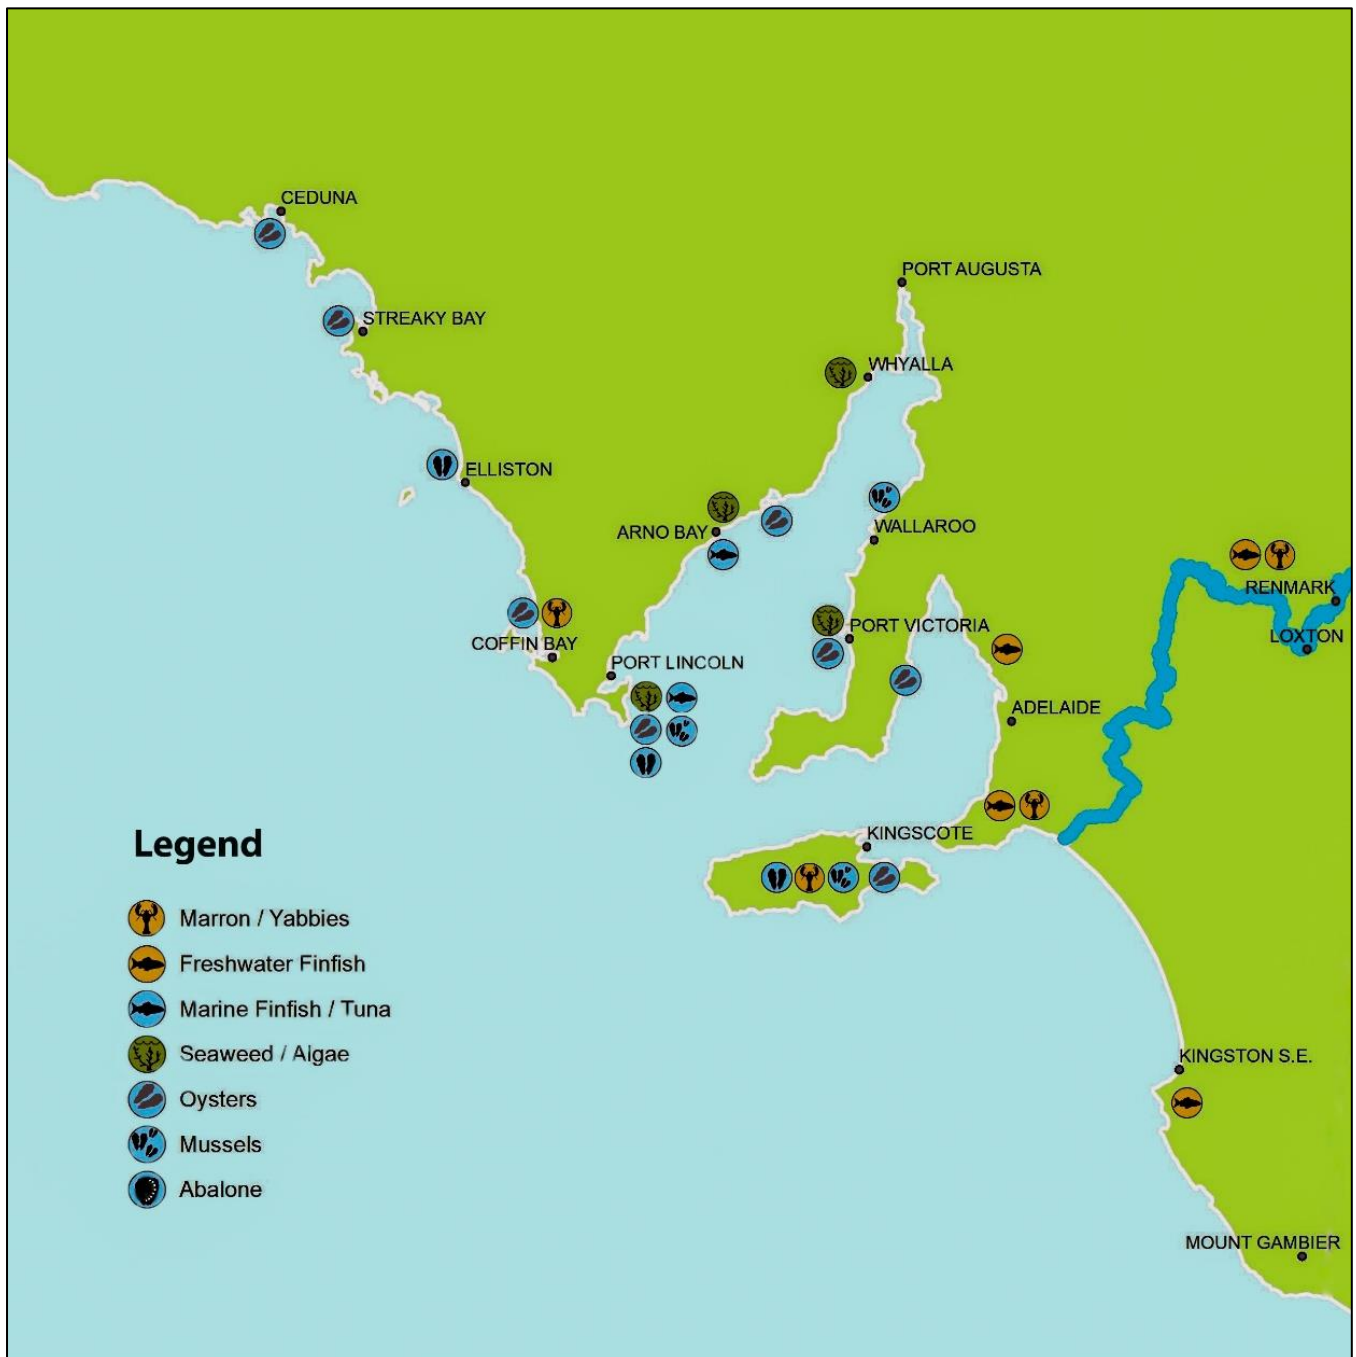 CEDUNA
PORT AUGUSTA
STREAKY BAY
WHYALLA
ELLISTON
ARNO BAY
WALLAROO
RENMARK
PORT VICTORIA
LOXTON
COFFIN BAY
PORT LINCOLN
ADELAIDE
KINGSCOTE
Legend
Marron / Yabbies
Freshwater Finfish
Marine Finfish / Tuna
Seaweed / Algae
Oysters
Mussels
Abalone
KINGSTON S.E.
MOUNT GAMBIER